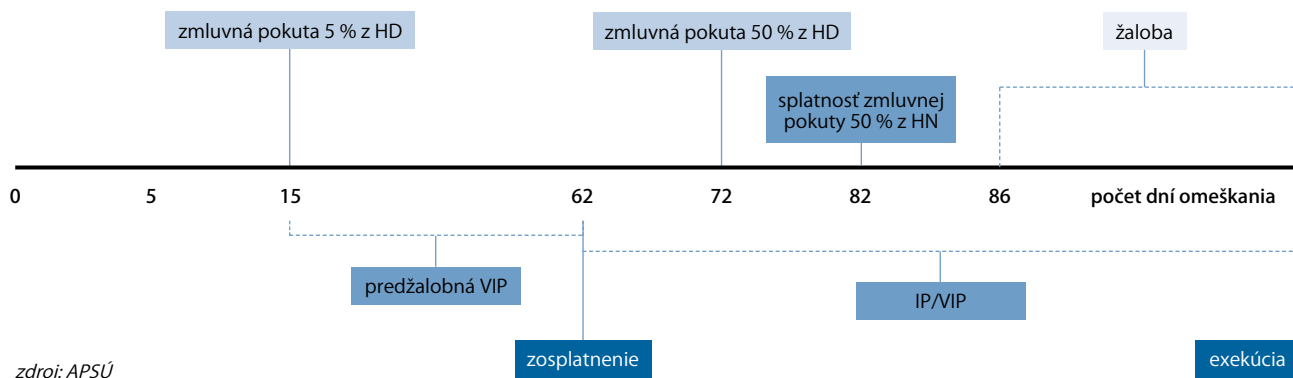 zmluvná pokuta 5 % z HD
zmluvná pokuta 50 % z HD
žaloba
splatnosť zmluvnej
pokuty 50 % z HN
0 5 15 62 72 82 86 počet dní omeškania
predžalobná VIP
IP/VIP
zosplatnenie
exekúcia
zdroj: APSÚ